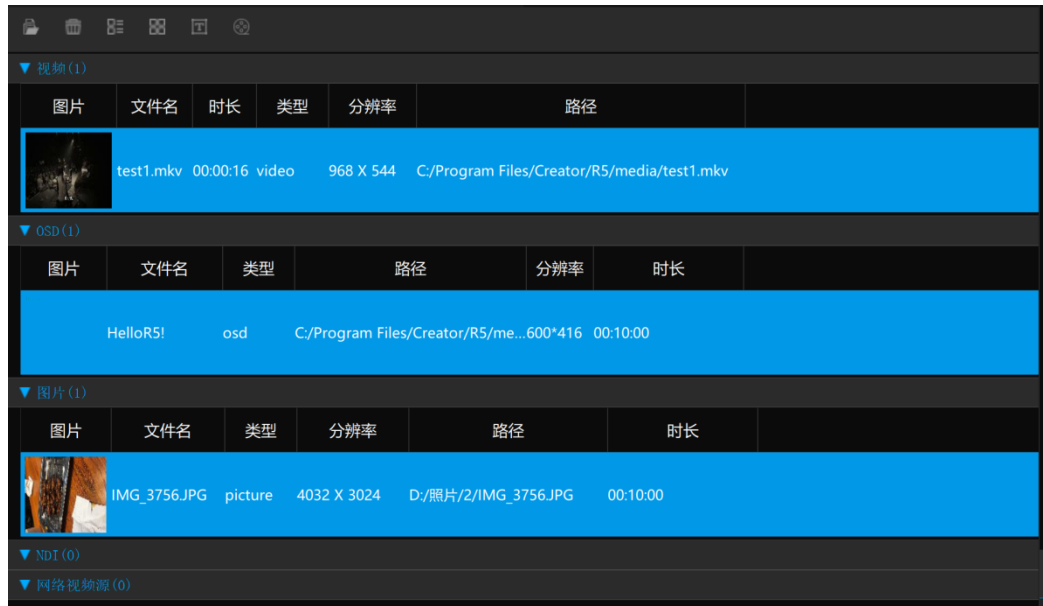 视频(1)
图片 文件名 时长 类型 分辨率 路径
test1.mkv 00:00:16 video 968 X 544 C:/Program Files/Creator/R5/media/test1.mkv
OSD(1)
图片 文件名 类型 路径 分辨率 时长
HelloR5! osd C:/Program Files/Creator/R5/me...600*416 00:10:00
图片(1)
图片 文件名 类型 分辨率 路径 时长
IMG_3756.JPG picture 4032 X 3024 D:/照片/2/IMG_3756.JPG 00:10:00
NDI(0)
网络视频源(0)